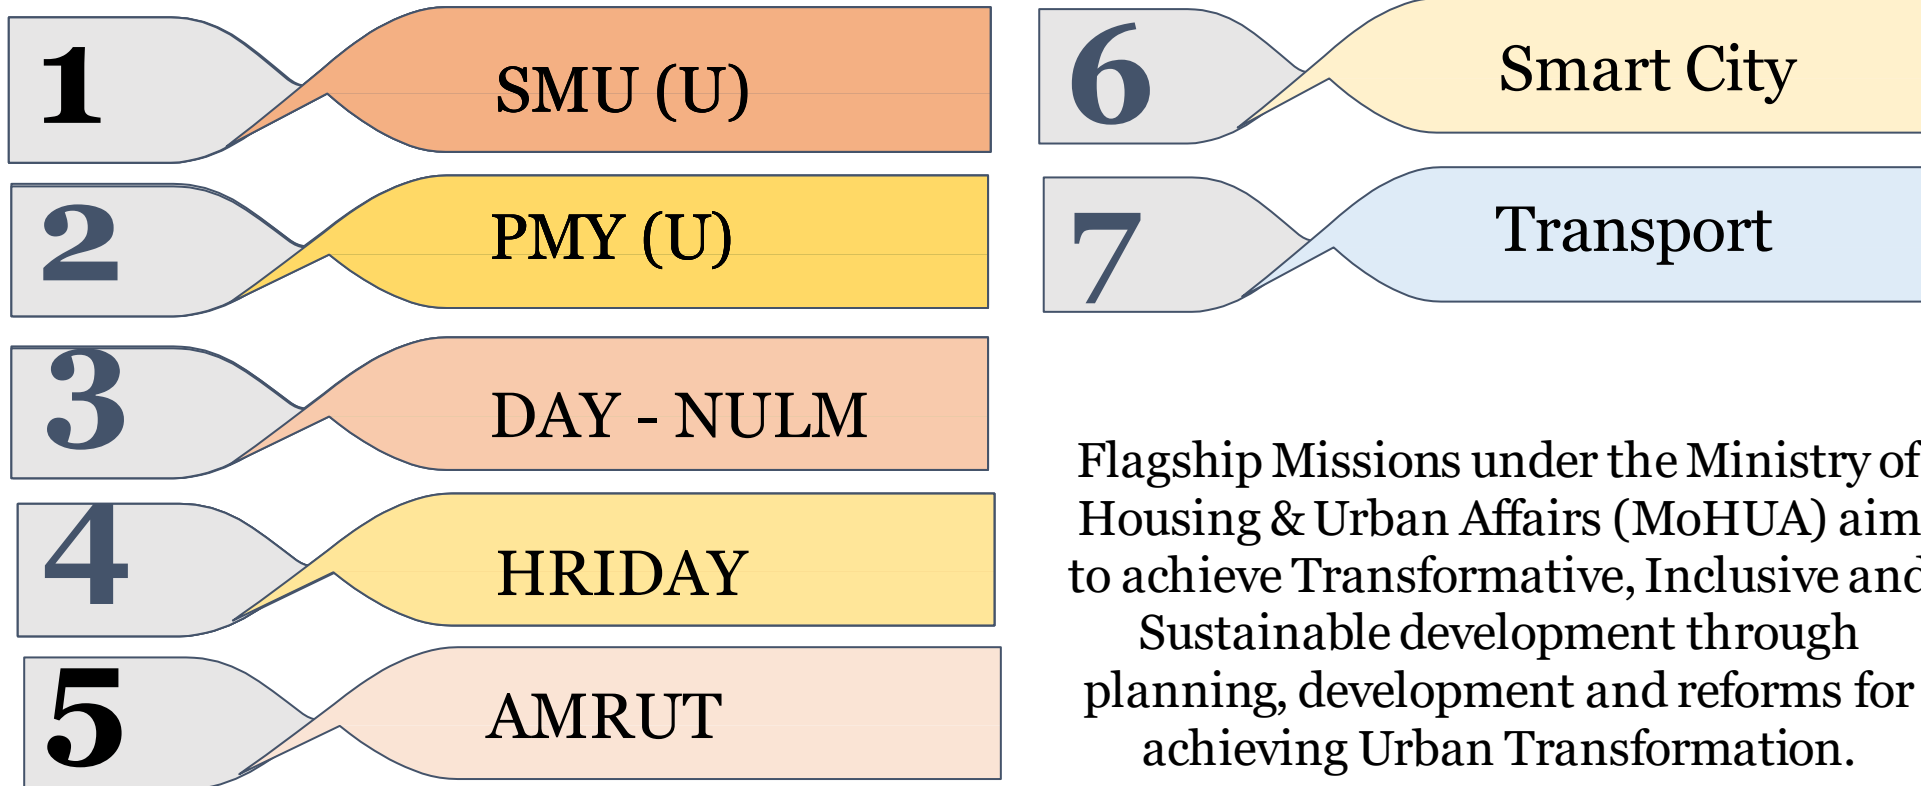 1
SMU (U)
2
PMY (U)
3
DAY - NULM
4
HRIDAY
5
AMRUT
6
Smart City
7
Transport
Flagship Missions under the Ministry of
Housing & Urban Affairs (MoHUA) aim
to achieve Transformative, Inclusive and
Sustainable development through
planning, development and reforms for
achieving Urban Transformation.